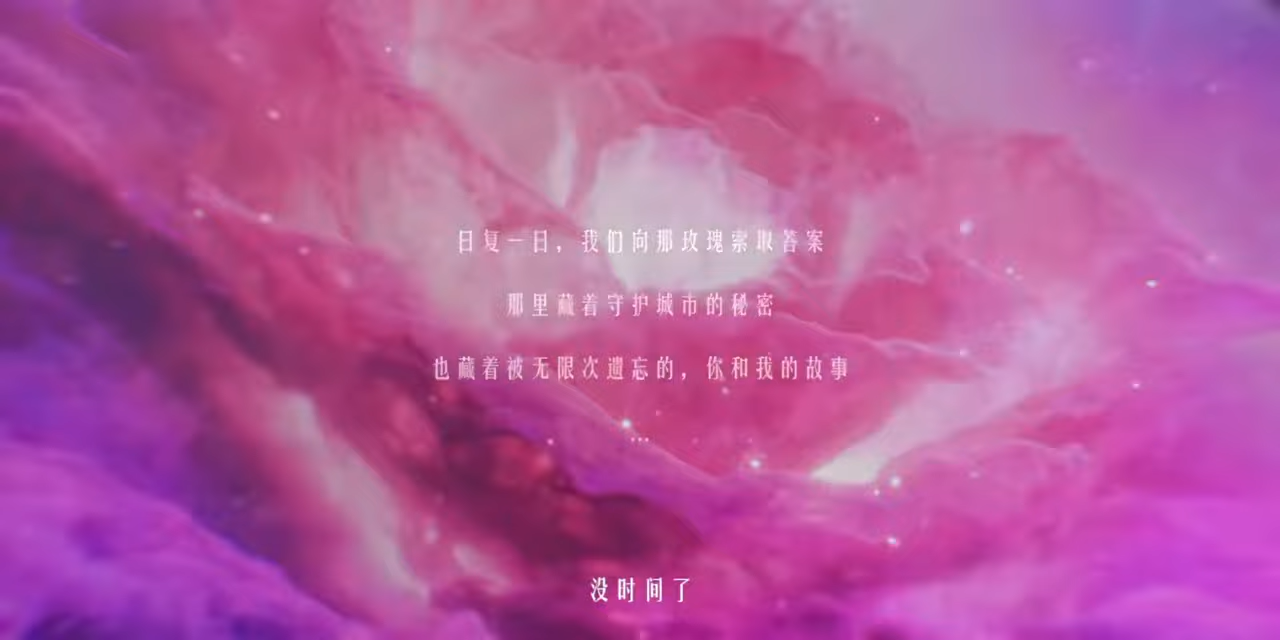 日复一日，我们向那玫瑰索取答案
那里藏着守护城市的秘密
也藏着被无限次遗忘的，你和我的故事
...
没时间了